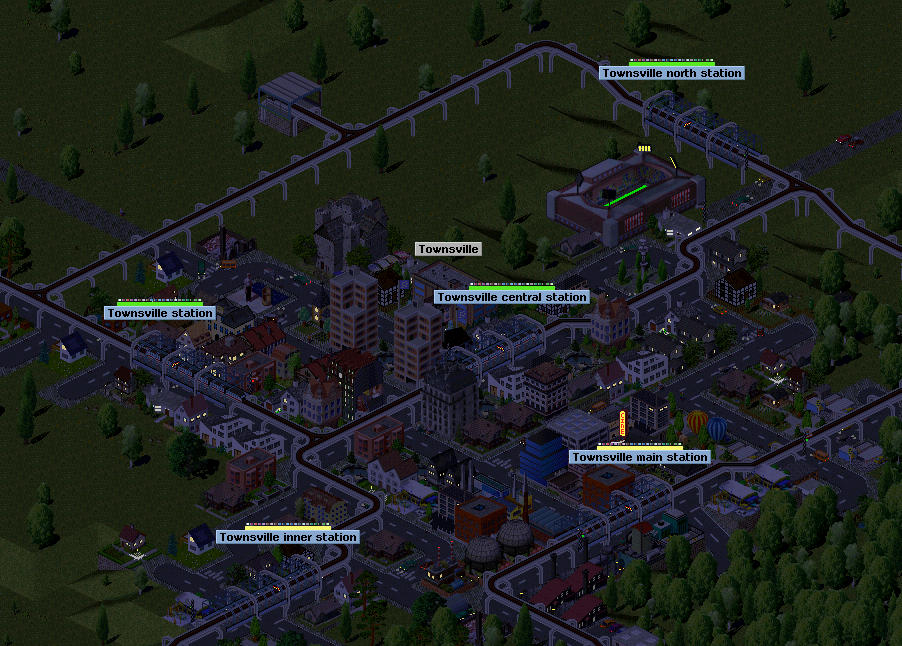 Townsville north station
Townsville
Townsville central station
Townsville station
Townsville main station
Townsville inner station